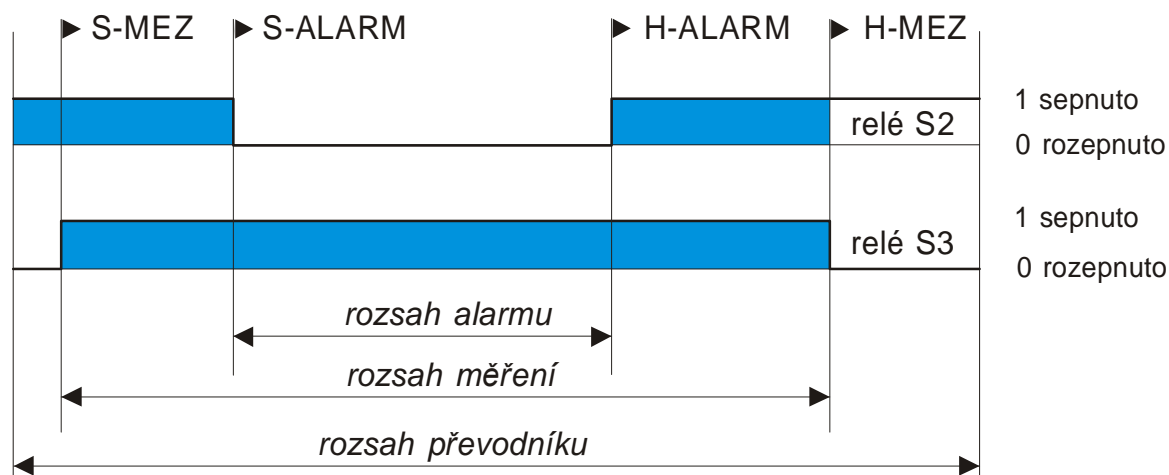 S-MEZ S-ALARM H-ALARM H-MEZ
1 sepnuto
relé S2
0 rozepnuto
1 sepnuto
relé S3
0 rozepnuto
rozsah alarmu
rozsah měření
rozsah převodníku